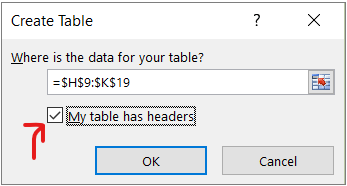 Create Table
?
Where is the data for your table?
=$H$9:$K$19
My table has headers
OK
Cancel